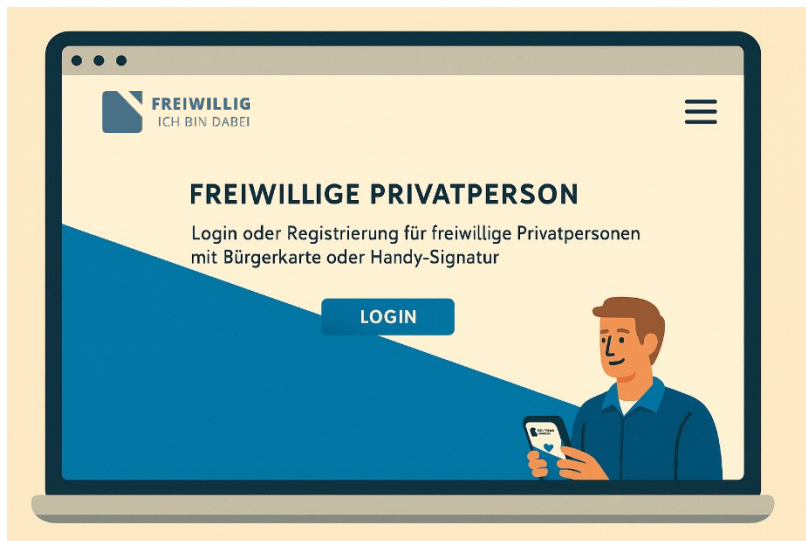 FREIWILLIG
ICH BIN DABEI
FREIWILLIGE PRIVATPERSON
Login oder Registrierung für freiwillige Privatpersonen
mit Bürgerkarte oder Handy-Signatur
LOGIN